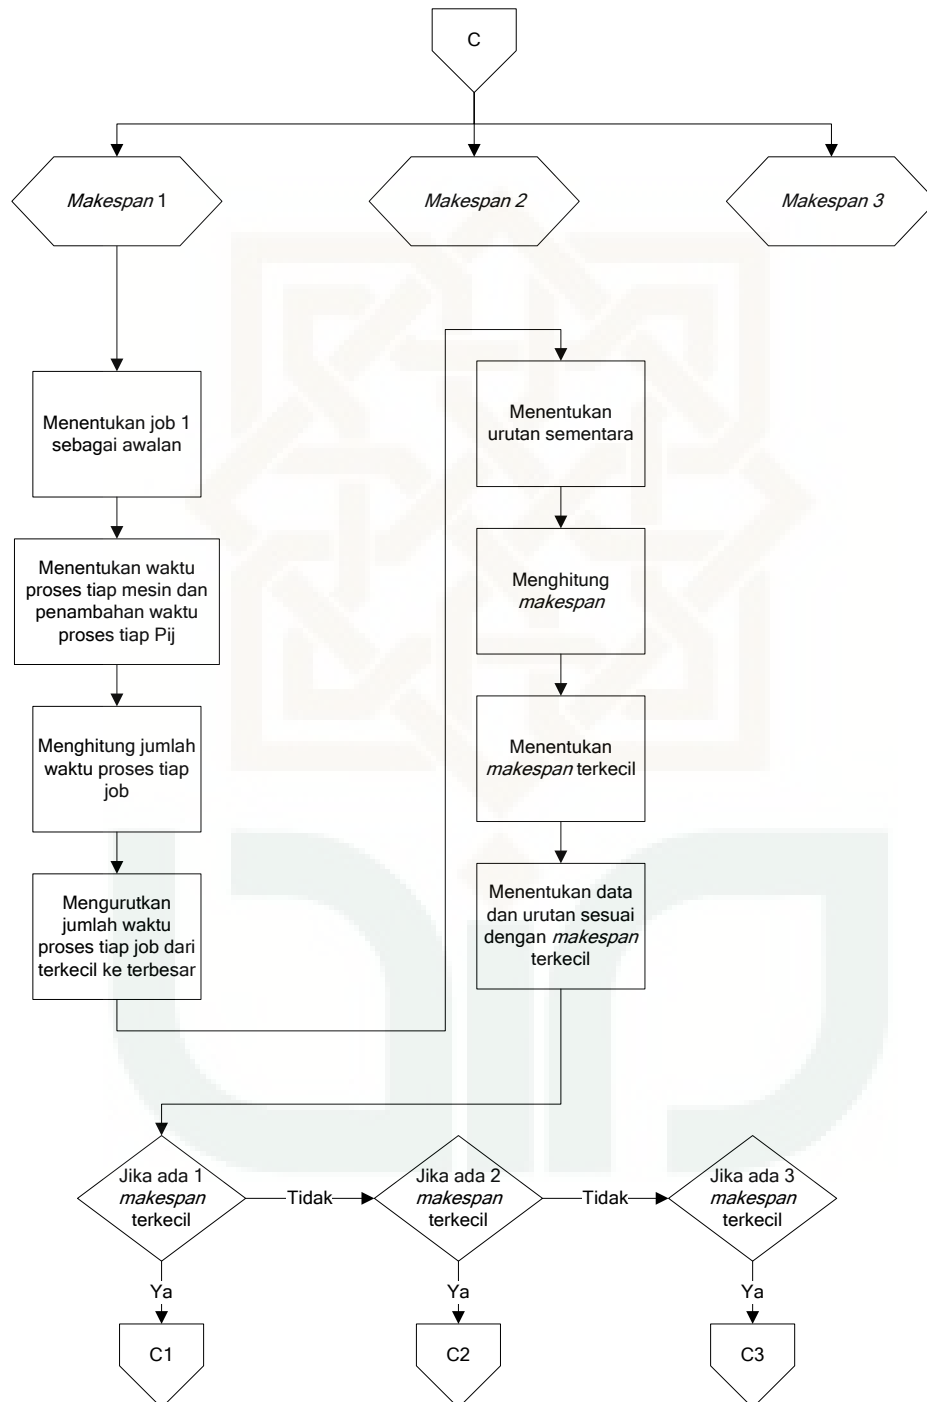 C
Makespan 1
Makespan 2
Makespan 3
Menentukan job 1
sebagai awalan
Menentukan waktu
proses tiap mesin dan
penambahan waktu
proses tiap Pij
Menghitung jumlah
waktu proses tiap
job
Mengurutkan
jumlah waktu
proses tiap job dari
terkecil ke terbesar
Menentukan
urutan sementara
Menghitung
makespan
Menentukan
makespan terkecil
Menentukan data
dan urutan sesuai
dengan makespan
terkecil
Jika ada 1
makespan
terkecil
Tidak
Jika ada 2
makespan
terkecil
Tidak
Jika ada 3
makespan
terkecil
Ya
Ya
Ya
C1
C2
C3